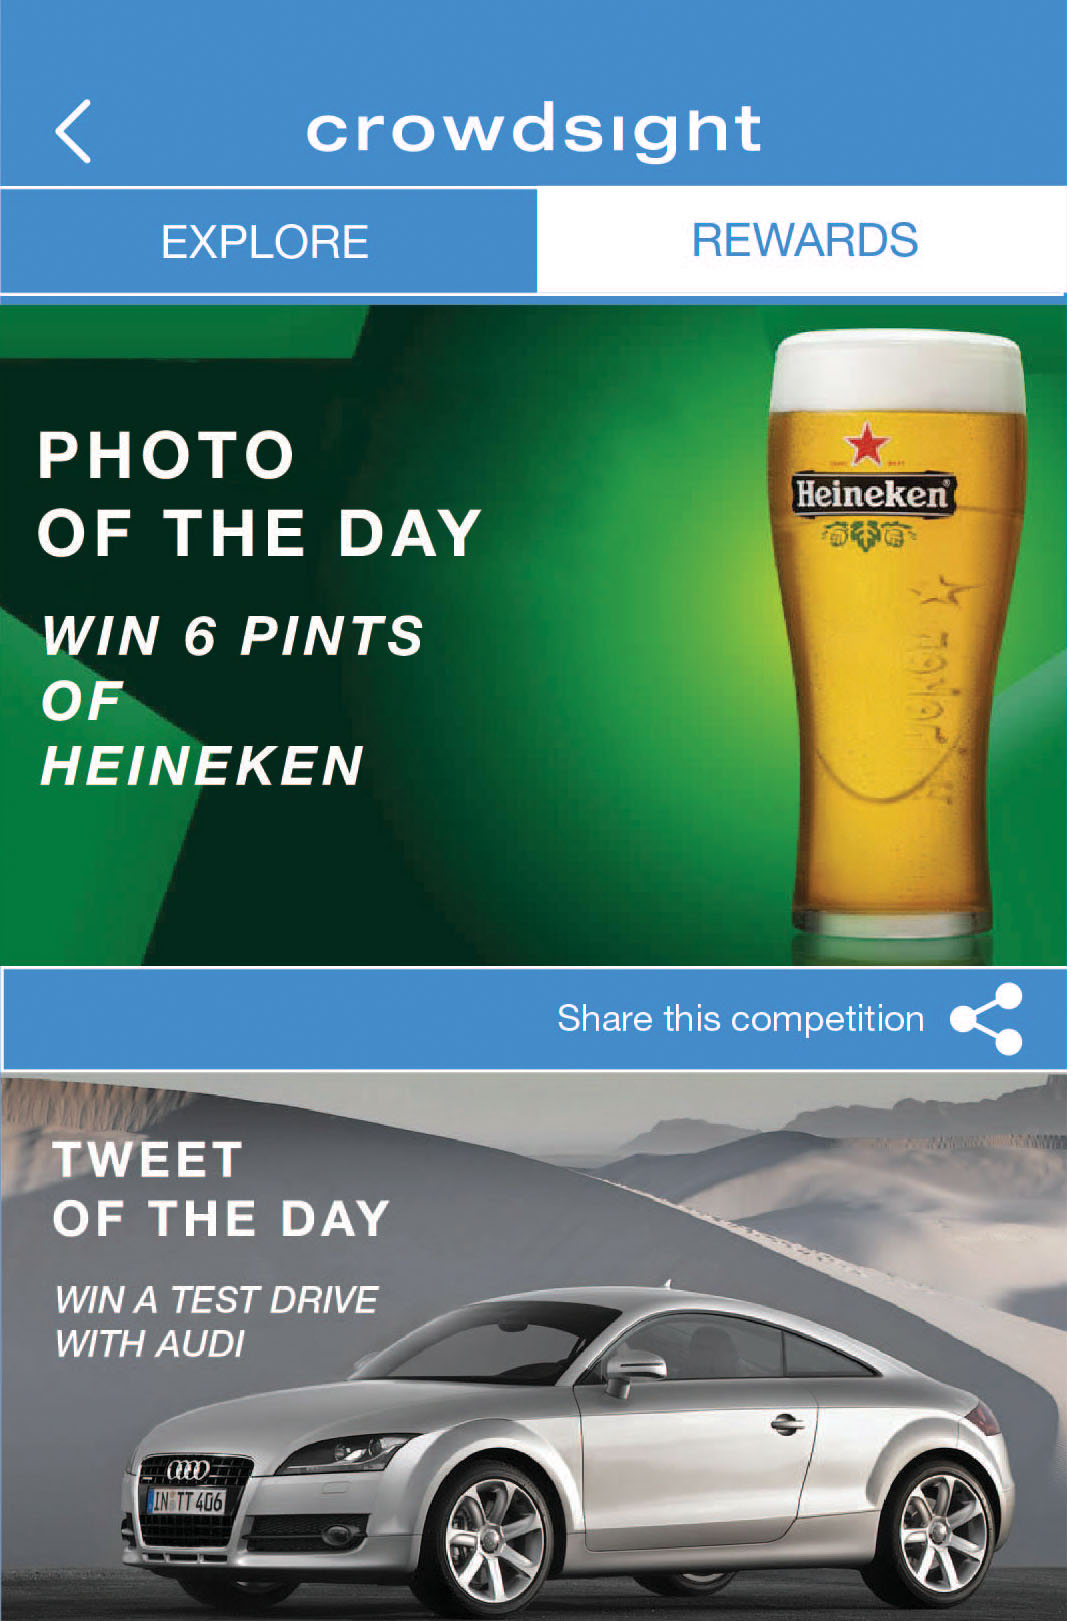 crowdsight
EXPLORE
REWARDS
PHOTO
OF THE DAY
WIN 6 PINTS
OF
HEINEKEN
Heineken®
Share this competition
TWEET
OF THE DAY
WIN A TEST DRIVE
WITH AUDI
IN TT 406